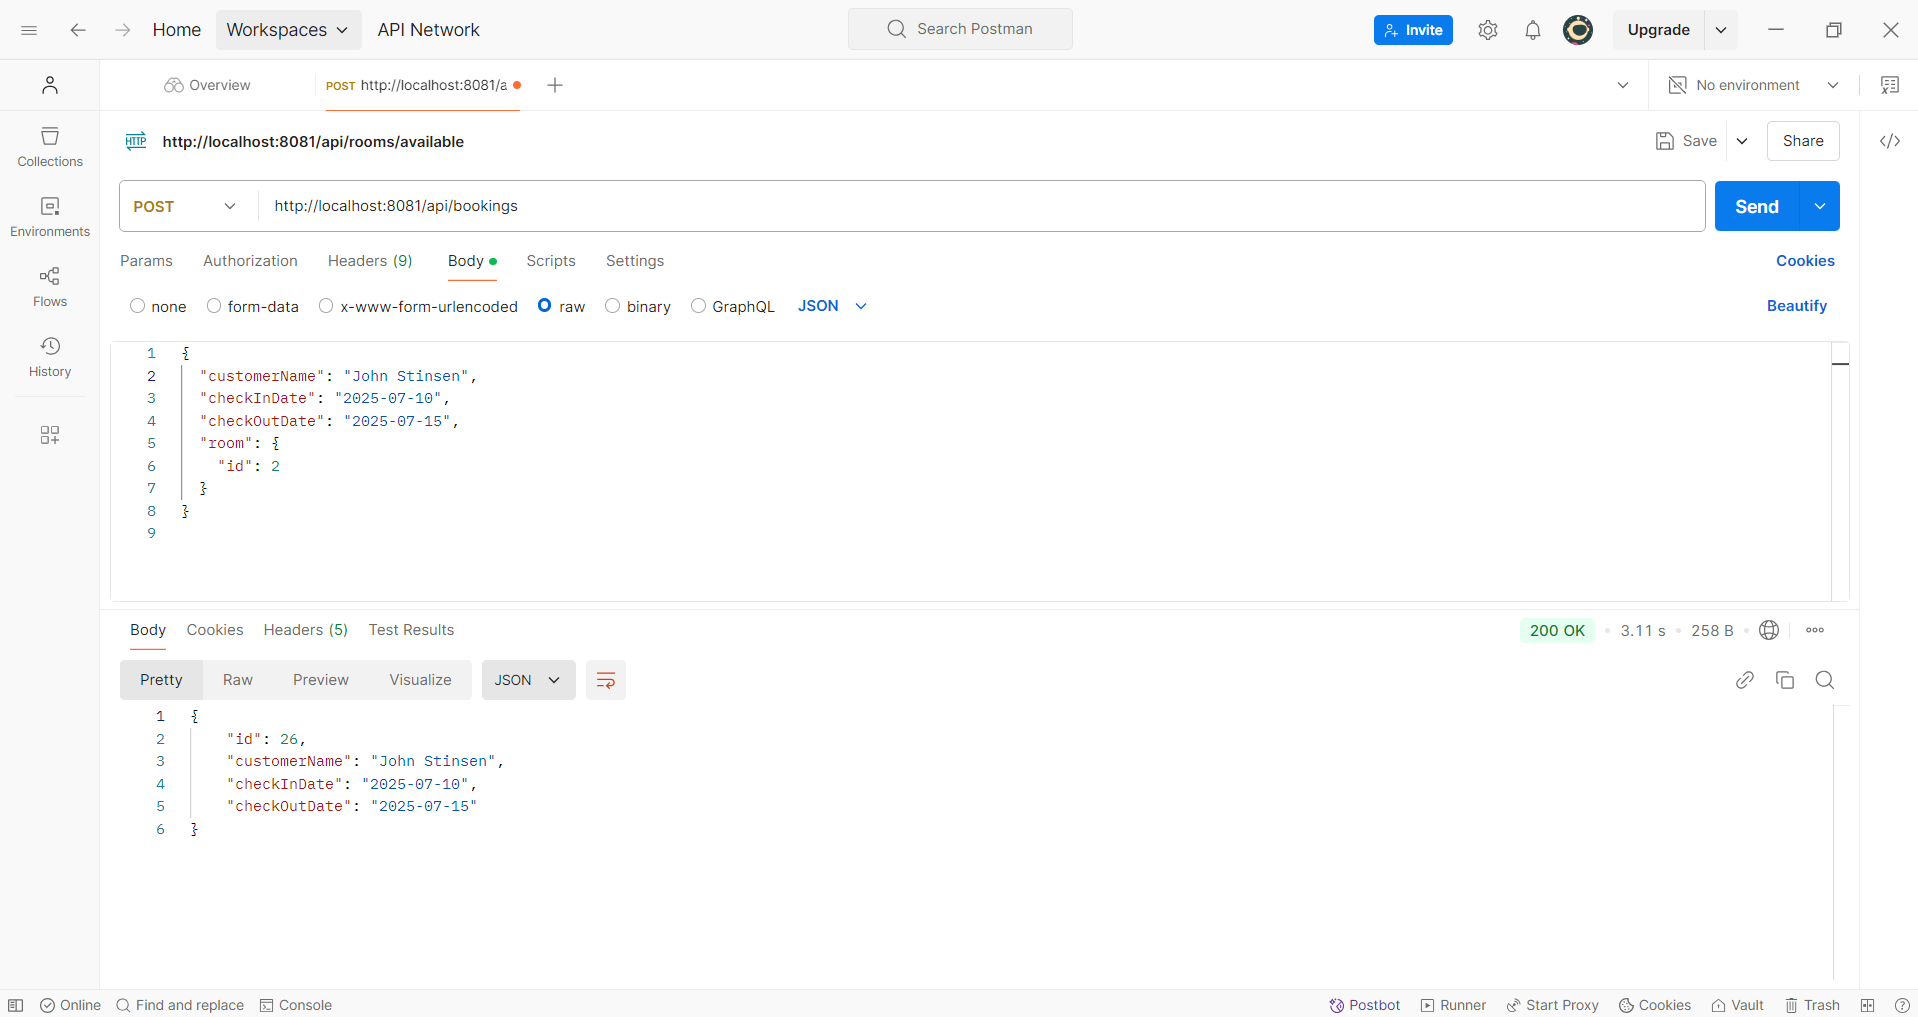 Home Workspaces API Network Search Postman Invite Upgrade
Overview POST http://localhost:8081/a No environment
HTTP http://localhost:8081/api/rooms/available Save Share
Collections
Environments
Flows
History
POST http://localhost:8081/api/bookings Send
Params Authorization Headers (9) Body Scripts Settings Cookies
none form-data x-www-form-urlencoded raw binary GraphQL JSON Beautify
1 {
2 "customerName": "John Stinsen",
3 "checkInDate": "2025-07-10",
4 "checkOutDate": "2025-07-15",
5 "room": {
6 "id": 2
7 }
8 }
9
Body Cookies Headers (5) Test Results 200 OK 3.11 s 258 B
Pretty Raw Preview Visualize JSON
1 {
2 "id": 26,
3 "customerName": "John Stinsen",
4 "checkInDate": "2025-07-10",
5 "checkOutDate": "2025-07-15"
6 }
Online Find and replace Console Postbot Runner Start Proxy Cookies Vault Trash